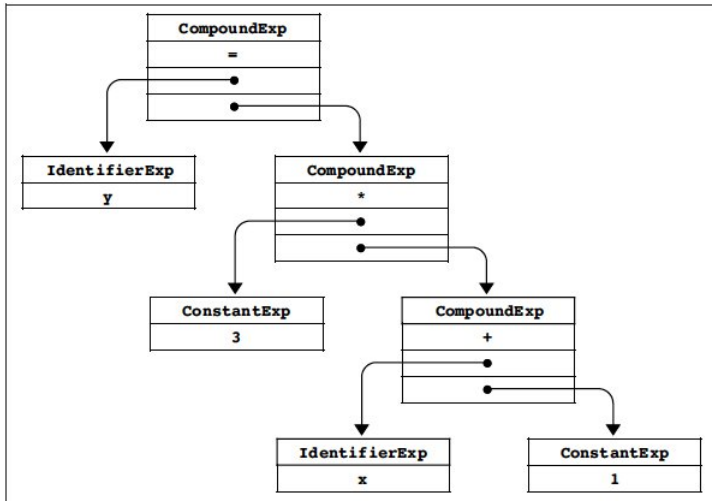 CompoundExp
=
IdentifierExp
y
CompoundExp
*
ConstantExp
3
CompoundExp
+
IdentifierExp
x
ConstantExp
1